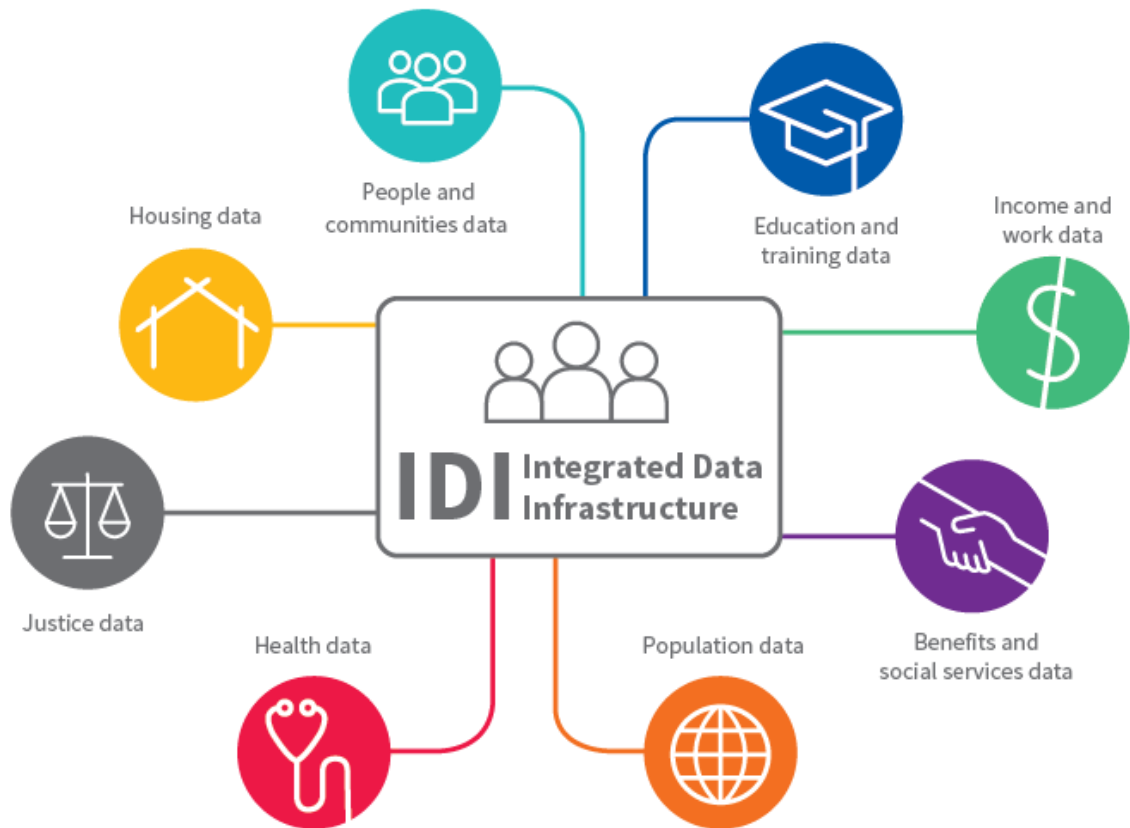 People and
communities data
Education and
training data
Housing data
Income and
work data
IDI Integrated Data
Infrastructure
Justice data
Health data
Population data
Benefits and
social services data